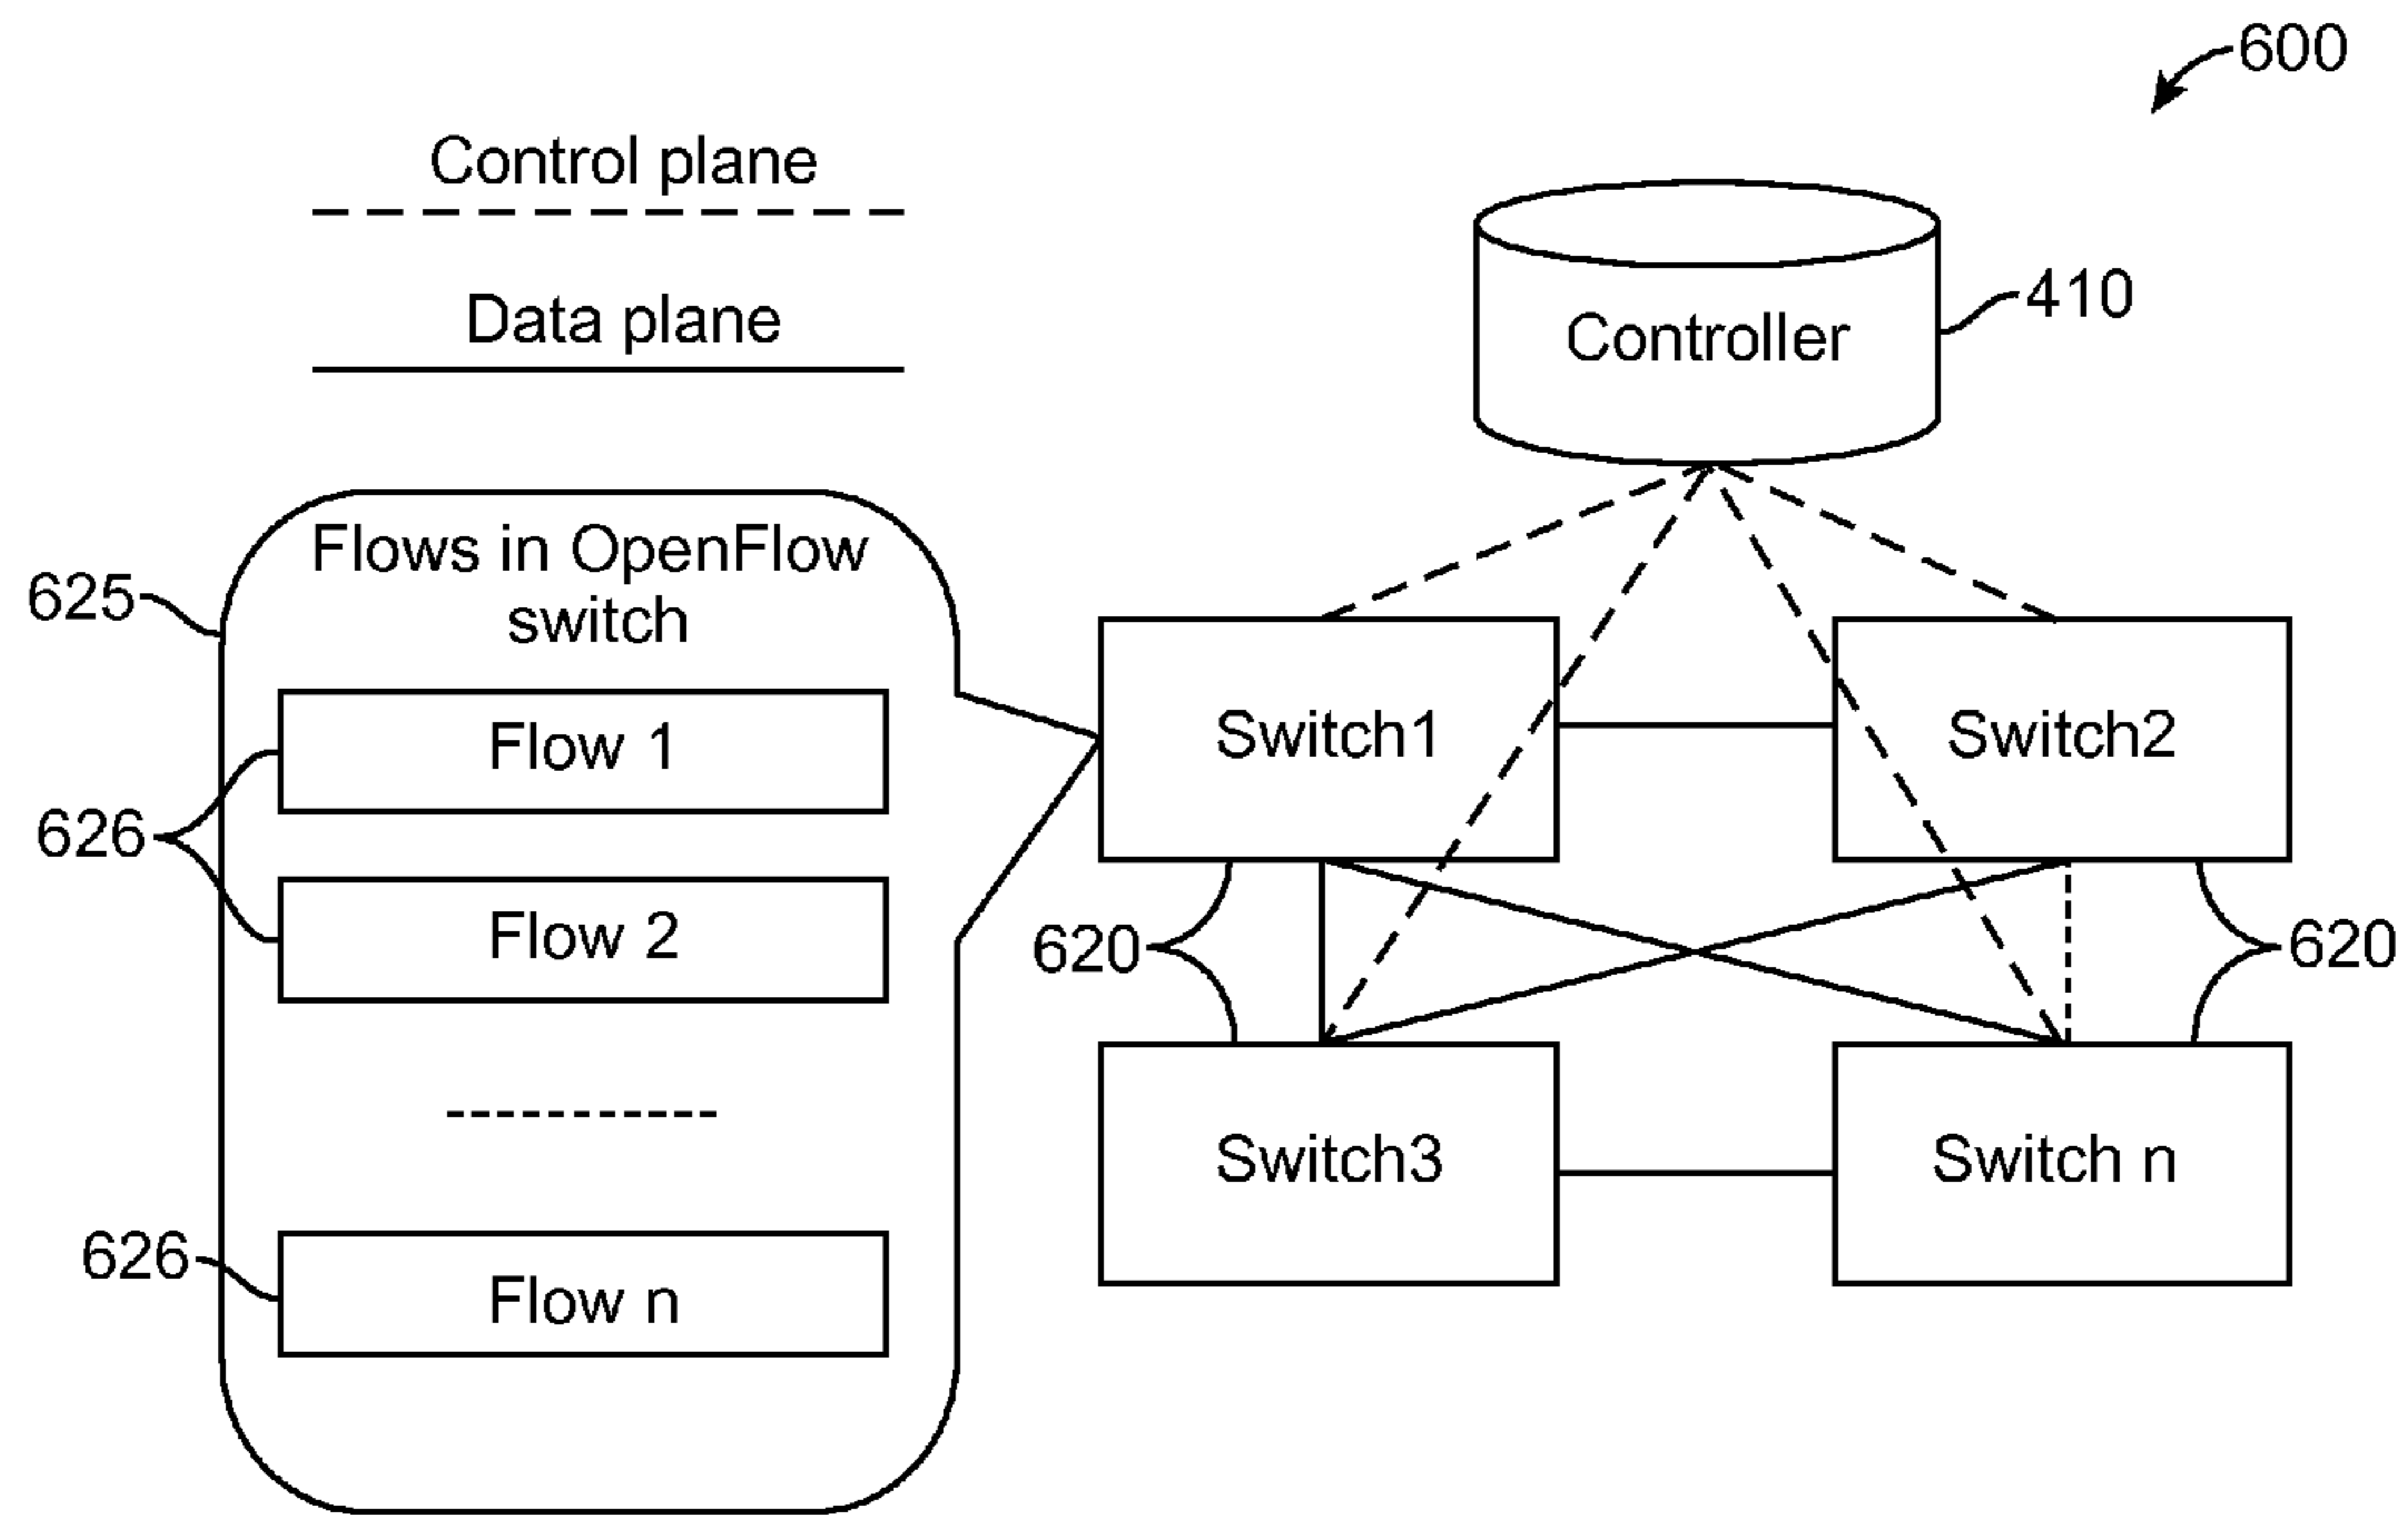 600
Control plane
Data plane
Controller
410
Flows in OpenFlow
switch
625
Flow 1
626
Flow 2
626
Flow n
Switch1
Switch2
620
620
Switch3
Switch n